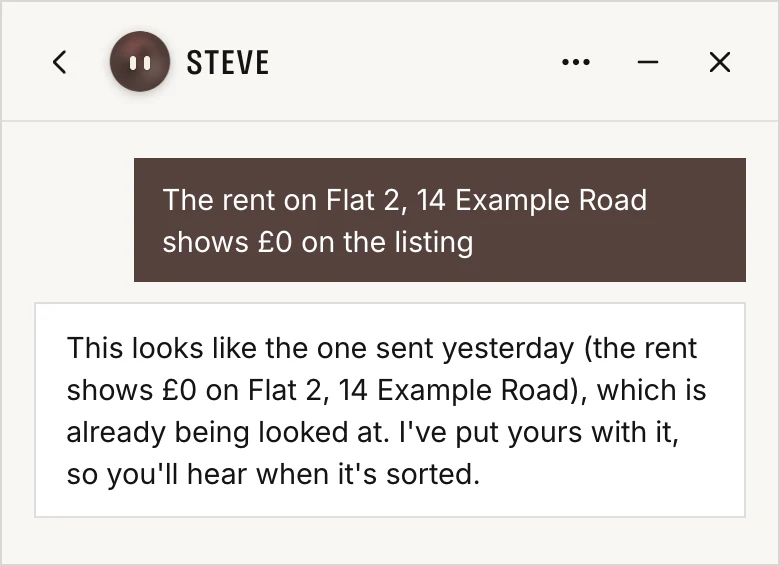 STEVE
The rent on Flat 2, 14 Example Road
shows £0 on the listing
This looks like the one sent yesterday (the rent
shows £0 on Flat 2, 14 Example Road), which is
already being looked at. I've put yours with it,
so you'll hear when it's sorted.